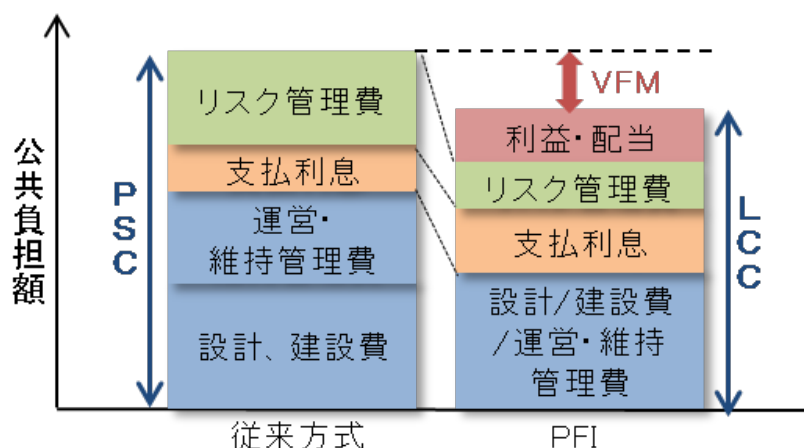 公共負担額
PSC
リスク管理費
支払利息
運営・
維持管理費
設計、建設費
従来方式
VFM
利益・配当
リスク管理費
支払利息
設計/建設費
/運営・維持
管理費
PFI
LCC